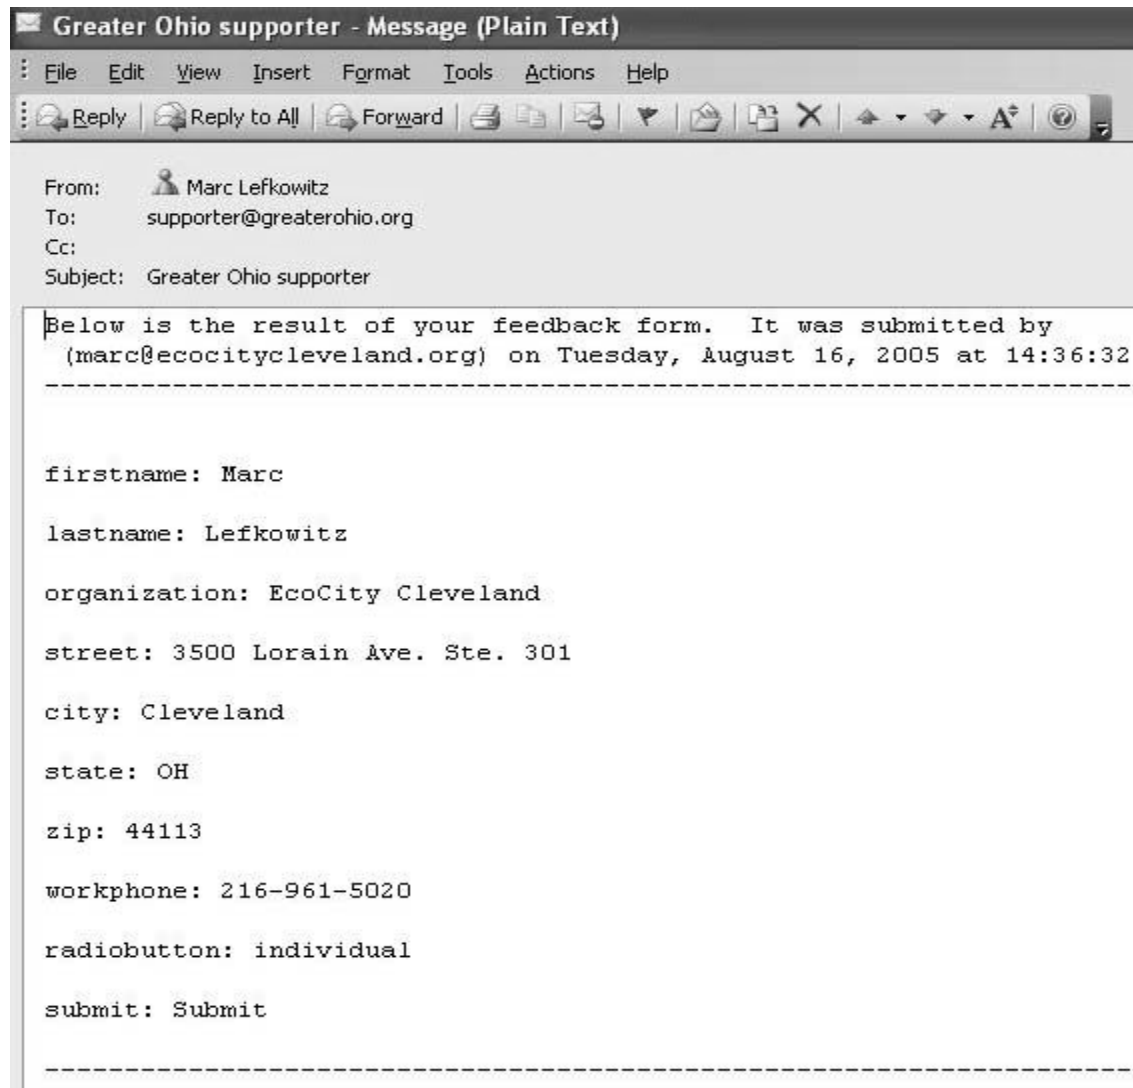 Greater Ohio supporter - Message (Plain Text)
File Edit View Insert Format Tools Actions Help
Reply Reply to All Forward A
From: Marc Lefkowitz
To: supporter@greaterohio.org
Cc:
Subject: Greater Ohio supporter
Below is the result of your feedback form.  It was submitted by
(marc@ecocitycleveland.org) on Tuesday, August 16, 2005 at 14:36:32
--------------------------------------------------------------------
firstname: Marc
lastname: Lefkowitz
organization: EcoCity Cleveland
street: 3500 Lorain Ave. Ste. 301
city: Cleveland
state: OH
zip: 44113
workphone: 216-961-5020
radiobutton: individual
submit: Submit
--------------------------------------------------------------------